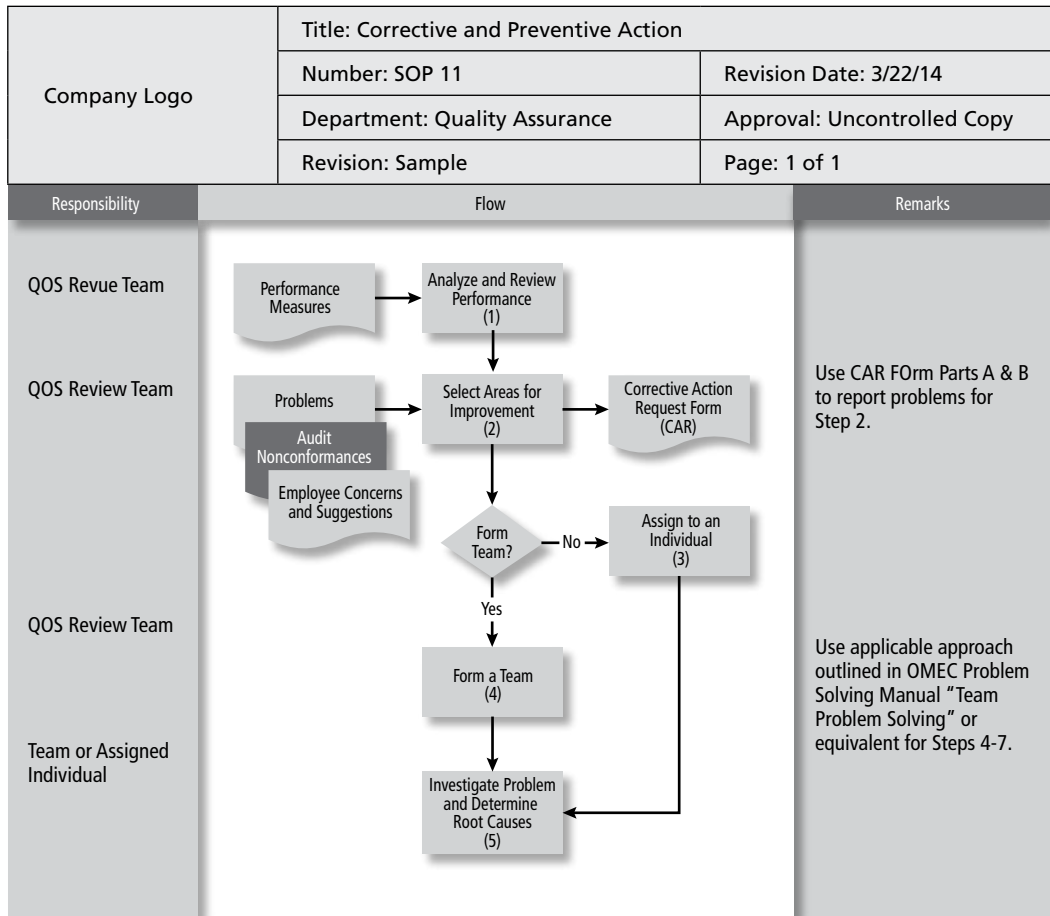 Company Logo
Title: Corrective and Preventive Action
Number: SOP 11
Revision Date: 3/22/14
Department: Quality Assurance
Approval: Uncontrolled Copy
Revision: Sample
Page: 1 of 1
Responsibility
Flow
Remarks
QOS Revue Team
Performance
Measures
Analyze and Review
Performance
(1)
QOS Review Team
Problems
Audit
Nonconformances
Employee Concerns
and Suggestions
Select Areas for
Improvement
(2)
Corrective Action
Request Form
(CAR)
Use CAR FOrm Parts A & B
to report problems for
Step 2.
Form
Team?
No
Assign to an
Individual
(3)
Yes
QOS Review Team
Form a Team
(4)
Use applicable approach
outlined in OMEC Problem
Solving Manual "Team
Problem Solving" or
equivalent for Steps 4-7.
Team or Assigned
Individual
Investigate Problem
and Determine
Root Causes
(5)